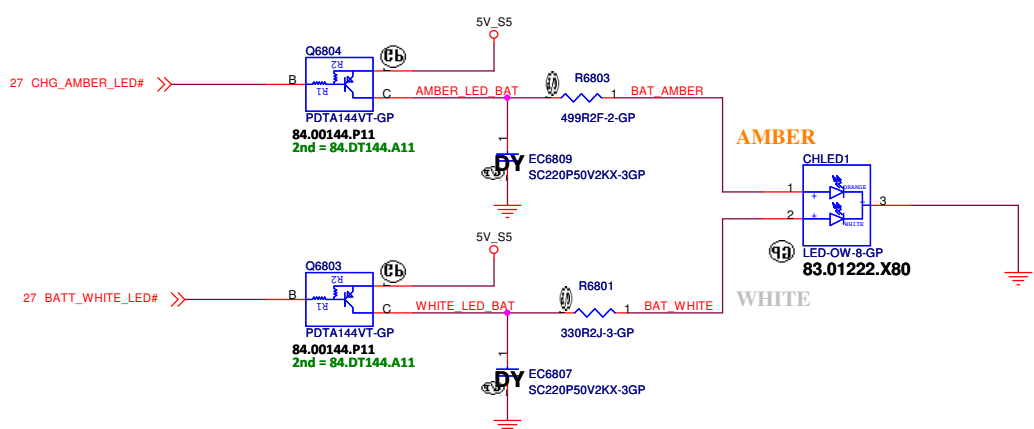 5V_S5
Q6804
R2
R1
B
E
C
27 CHG_AMBER_LED#
AMBER_LED_BAT
R6803
1
BAT_AMBER
PDTA144VT-GP
499R2F-2-GP
84.00144.P11
2nd = 84.DT144.A11
1
DY
EC6809
SC220P50V2KX-3GP
AMBER
CHLED1
1
ORANGE
2
WHITE
3
LED-OW-8-GP
83.01222.X80
5V_S5
Q6803
R2
R1
B
E
C
27 BATT_WHITE_LED#
WHITE_LED_BAT
R6801
1
BAT_WHITE
WHITE
PDTA144VT-GP
330R2J-3-GP
84.00144.P11
2nd = 84.DT144.A11
1
DY
EC6807
SC220P50V2KX-3GP